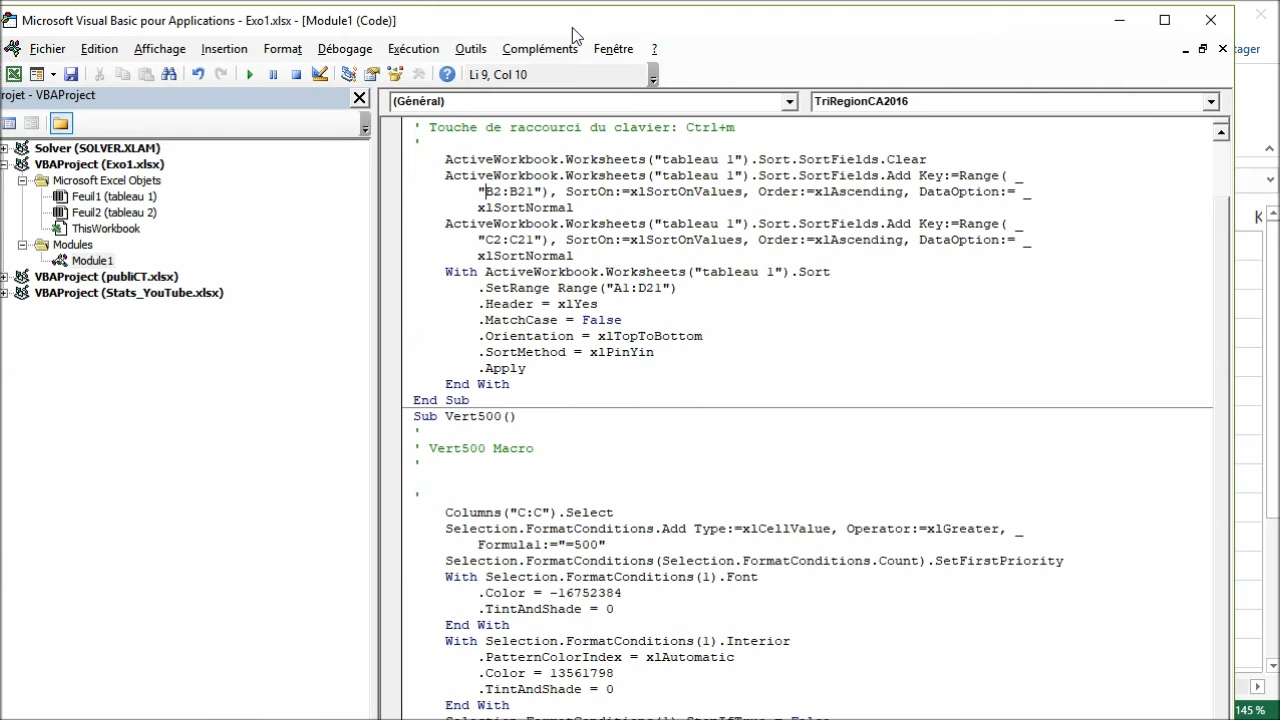 Microsoft Visual Basic pour Applications - Exo1.xlsx - [Module1 (Code)]
Fichier Edition Affichage Insertion Format Débogage Exécution Outils Compléments Fenêtre ?
Li 9, Col 10
rojet - VBAProject
(Général)
TriRegionCA2016
Solver (SOLVER.XLAM)
VBAProject (Exo1.xlsx)
Microsoft Excel Objets
Feuil1 (tableau 1)
Feuil2 (tableau 2)
ThisWorkbook
Modules
Module1
VBAProject (publiCT.xlsx)
VBAProject (Stats_YouTube.xlsx)
' Touche de raccourci du clavier: Ctrl+m
'
ActiveWorkbook.Worksheets("tableau 1").Sort.SortFields.Clear
ActiveWorkbook.Worksheets("tableau 1").Sort.SortFields.Add Key:=Range( _
"B2:B21"), SortOn:=xlSortOnValues, Order:=xlAscending, DataOption:= _
xlSortNormal
ActiveWorkbook.Worksheets("tableau 1").Sort.SortFields.Add Key:=Range( _
"C2:C21"), SortOn:=xlSortOnValues, Order:=xlAscending, DataOption:= _
xlSortNormal
With ActiveWorkbook.Worksheets("tableau 1").Sort
.SetRange Range("A1:D21")
.Header = xlYes
.MatchCase = False
.Orientation = xlTopToBottom
.SortMethod = xlPinYin
.Apply
End With
End Sub
Sub Vert500()
'
' Vert500 Macro
'
'
Columns("C:C").Select
Selection.FormatConditions.Add Type:=xlCellValue, Operator:=xlGreater, _
Formula1:="=500"
Selection.FormatConditions(Selection.FormatConditions.Count).SetFirstPriority
With Selection.FormatConditions(1).Font
.Color = -16752384
.TintAndShade = 0
End With
With Selection.FormatConditions(1).Interior
.PatternColorIndex = xlAutomatic
.Color = 13561798
.TintAndShade = 0
End With
Selection.FormatConditions(1).StopIfTrue = False
tager
K
145 %